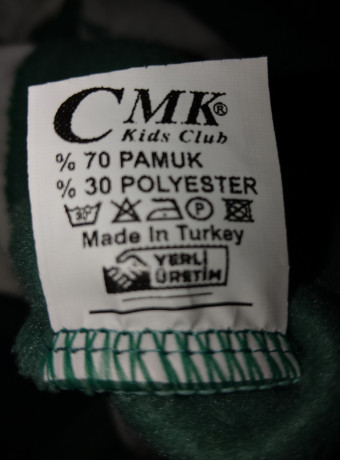 CMK®
Kids Club
% 70 PAMUK
% 30 POLYESTER
30 P
Made In Turkey
YERLİ
ÜRETİM